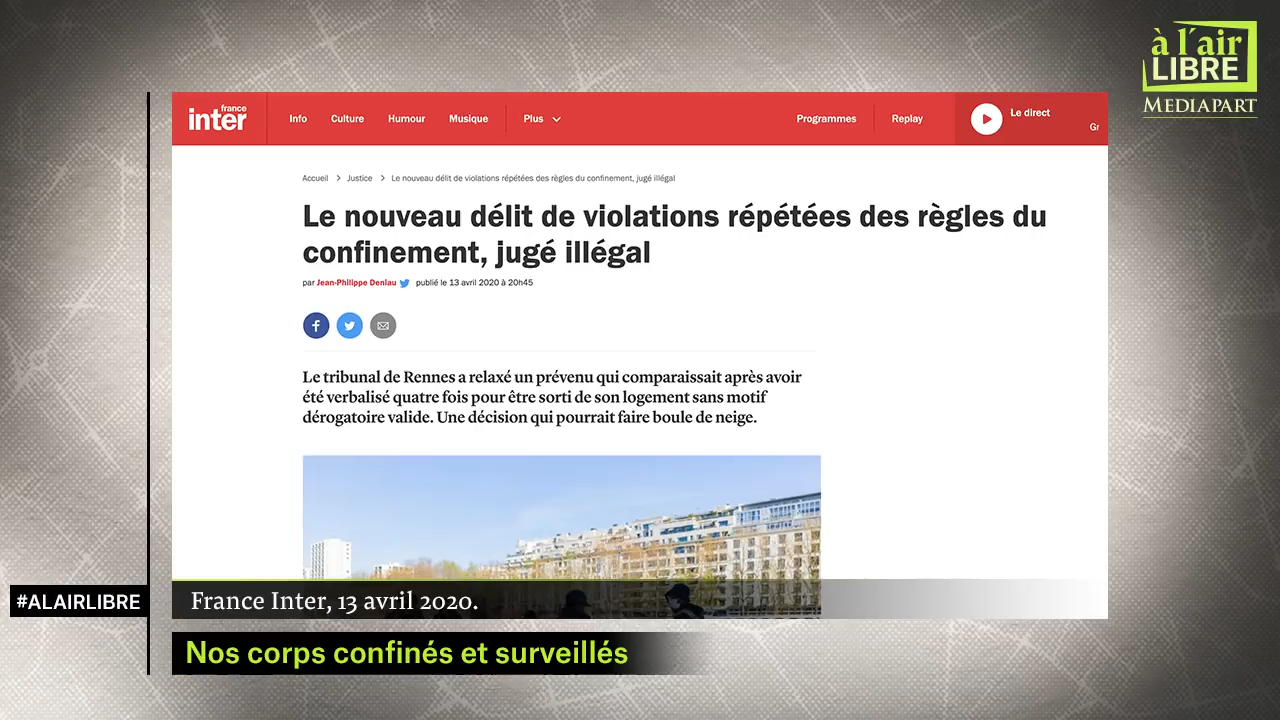 à l'air
LIBRE
MEDIAPART
france
inter
Info Culture Humour Musique Plus Programmes Replay Le direct
Gr
Accueil > Justice > Le nouveau délit de violations répétées des règles du confinement, jugé illégal
Le nouveau délit de violations répétées des règles du
confinement, jugé illégal
par Jean-Philippe Deniau publié le 13 avril 2020 à 20h45
Le tribunal de Rennes a relaxé un prévenu qui comparaissait après avoir
été verbalisé quatre fois pour être sorti de son logement sans motif
dérogatoire valide. Une décision qui pourrait faire boule de neige.
#ALAIRLIBRE
France Inter, 13 avril 2020.
Nos corps confinés et surveillés